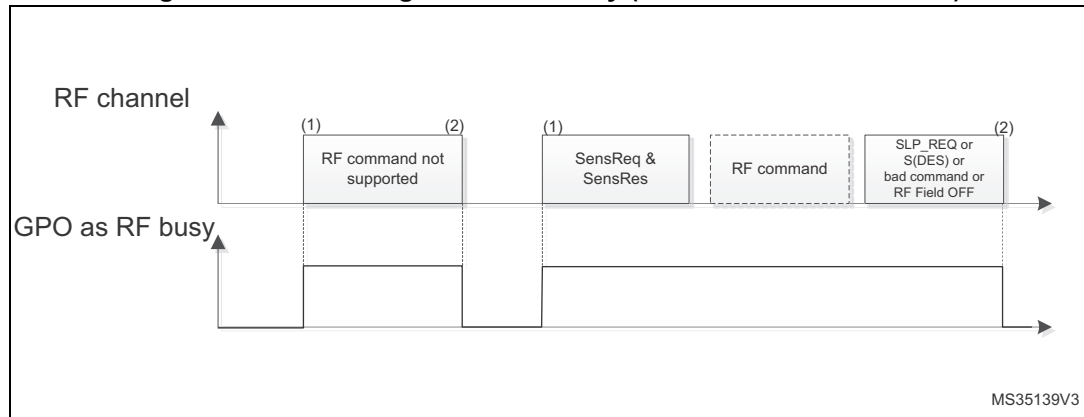 RF channel
(1)
(2)
(1)
(2)
RF command not
supported
SensReq &
SensRes
RF command
SLP_REQ or
S(DES) or
bad command or
RF Field OFF
GPO as RF busy
MS35139V3